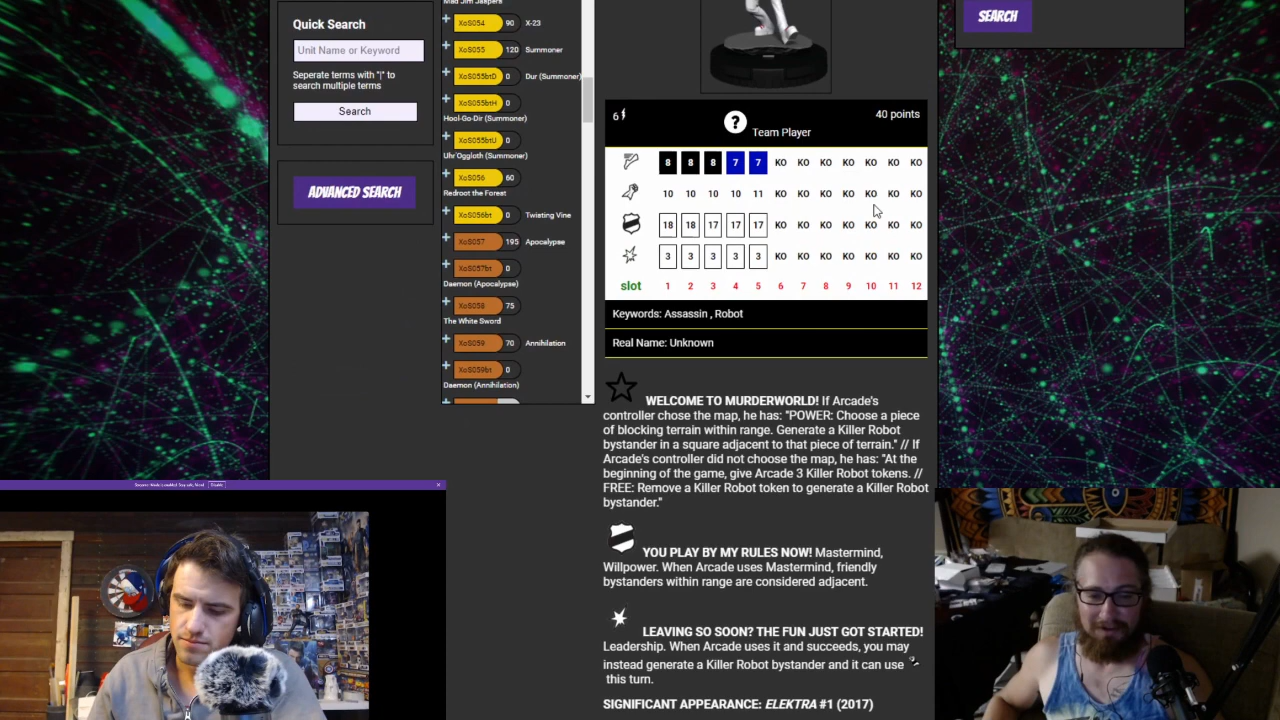 Quick Search
Unit Name or Keyword
Seperate terms with "|" to
search multiple terms
Search
ADVANCED SEARCH
Mad Jim Jaspers
XoS054 90 X-23
XoS055 120 Summoner
XoS055btD 0 Dur (Summoner)
XoS055btH 0
Hool-Go-Dir (Summoner)
XoS055btU 0
Uhr'Oggloth (Summoner)
XoS056 60
Redroot the Forest
XoS056bt 0 Twisting Vine
XoS057 195 Apocalypse
XoS057bt 0
Daemon (Apocalypse)
XoS058 75
The White Sword
XoS059 70 Annihilation
XoS059bt 0
Daemon (Annihilation)
6
?
Team Player
40 points
8 8 8 7 7 KO KO KO KO KO KO KO
10 10 10 10 11 KO KO KO KO KO KO KO
18 18 17 17 17 KO KO KO KO KO KO KO
3 3 3 3 3 KO KO KO KO KO KO KO
slot 1 2 3 4 5 6 7 8 9 10 11 12
Keywords: Assassin , Robot
Real Name: Unknown
WELCOME TO MURDERWORLD! If Arcade's
controller chose the map, he has: "POWER: Choose a piece
of blocking terrain within range. Generate a Killer Robot
bystander in a square adjacent to that piece of terrain." // If
Arcade's controller did not choose the map, he has: "At the
beginning of the game, give Arcade 3 Killer Robot tokens. //
FREE: Remove a Killer Robot token to generate a Killer Robot
bystander."
YOU PLAY BY MY RULES NOW! Mastermind,
Willpower. When Arcade uses Mastermind, friendly
bystanders within range are considered adjacent.
LEAVING SO SOON? THE FUN JUST GOT STARTED!
Leadership. When Arcade uses it and succeeds, you may
instead generate a Killer Robot bystander and it can use
this turn.
SIGNIFICANT APPEARANCE: ELEKTRA #1 (2017)
SEARCH